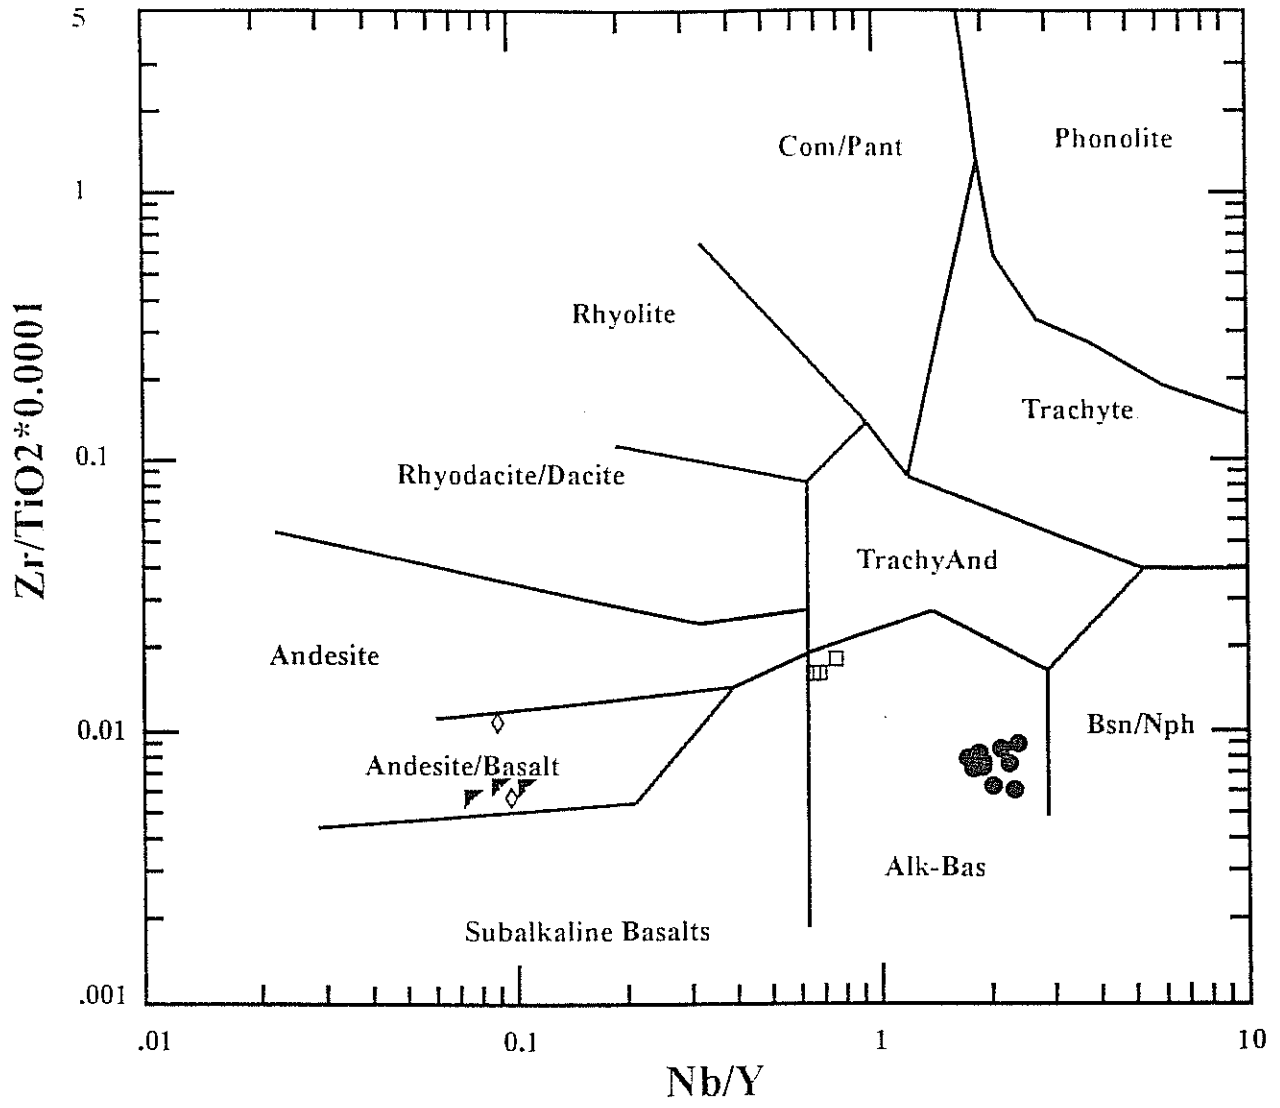 5
Com/Pant
Phonolite
1
Rhyolite
Zr/TiO2*0.0001
Trachyte
0.1
Rhyodacite/Dacite
TrachyAnd
Andesite
0.01
Bsn/Nph
Andesite/Basalt
Alk-Bas
Subalkaline Basalts
.001
.01
0.1
1
10
Nb/Y